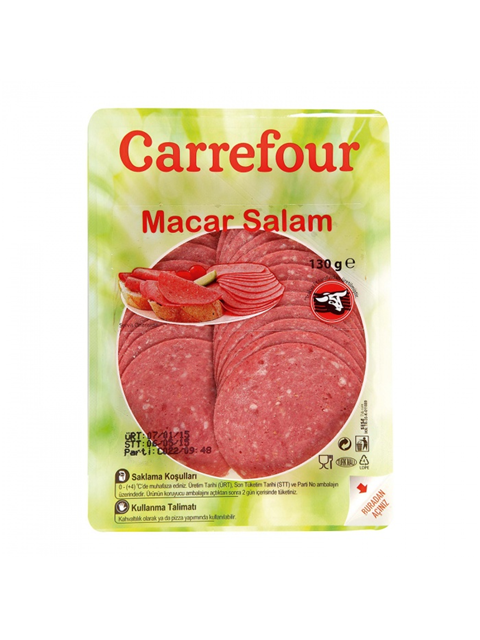 Carrefour
Macar Salam
130 g ℮
ÜRT:07/01/15
STT:06/05/15
Parti:C022/09:48
Saklama Koşulları
0 - (+4) °C'de muhafaza ediniz. Üretim Tarihi (ÜRT), Son Tüketim Tarihi (STT) ve Parti No ambalajın
üzerindedir. Ürünün koruyucu ambalajını açtıktan sonra 2 gün içerisinde tüketiniz.
Kullanma Talimatı
Kahvaltılık olarak ya da pizza yapımında kullanılabilir.
BURADAN
AÇINIZ